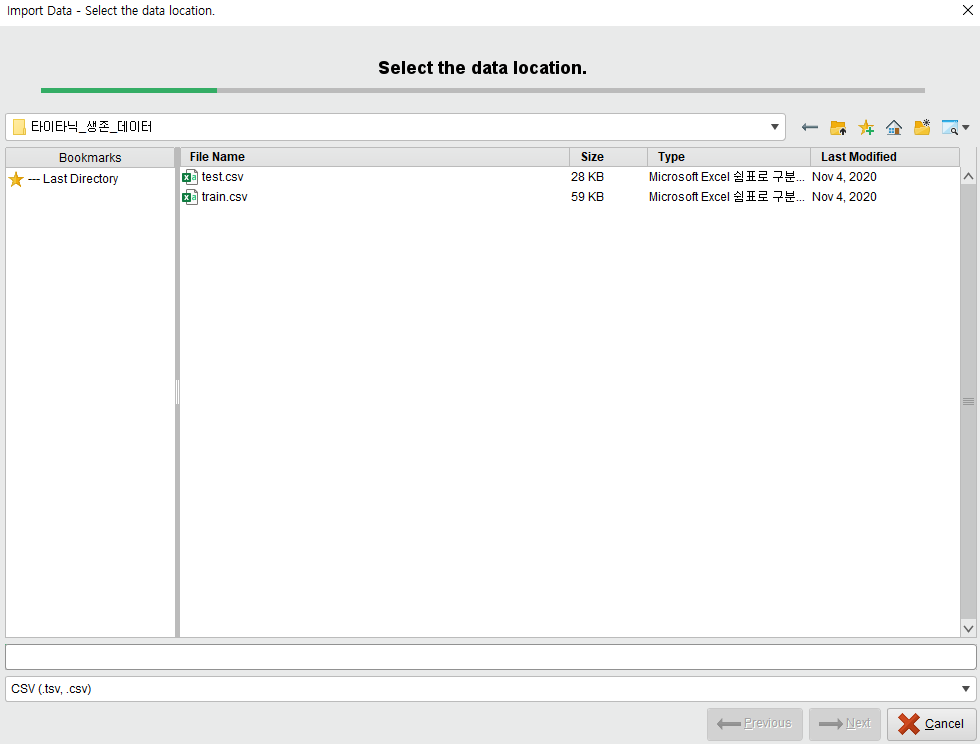 Import Data - Select the data location.
Select the data location.
타이타닉_생존_데이터
Bookmarks
--- Last Directory
File Name Size Type Last Modified
test.csv 28 KB Microsoft Excel 쉼표로 구분... Nov 4, 2020
train.csv 59 KB Microsoft Excel 쉼표로 구분... Nov 4, 2020
CSV (.tsv, .csv)
Previous Next Cancel